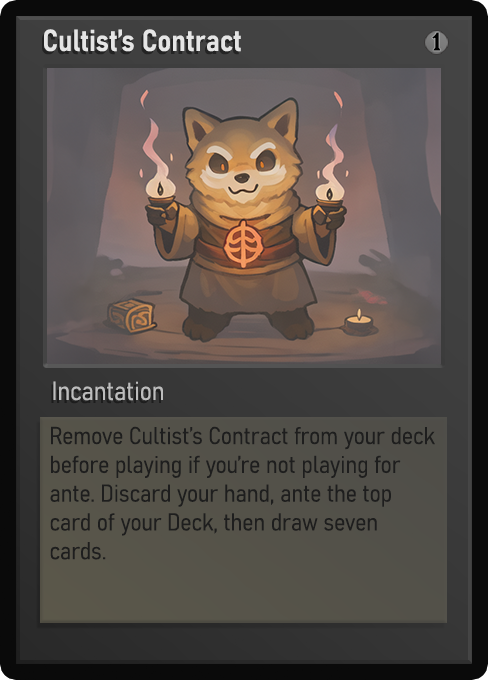 Cultist's Contract 1
Incantation
Remove Cultist's Contract from your deck
before playing if you're not playing for
ante. Discard your hand, ante the top
card of your Deck, then draw seven
cards.